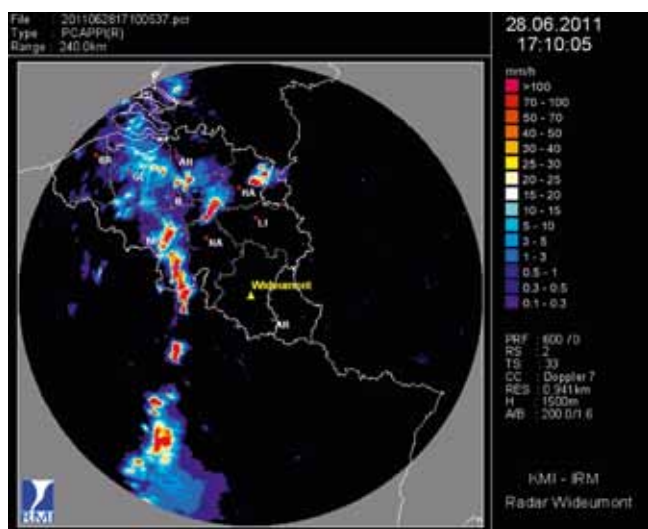 File : 2011062817100537.pct
Type : PCAPPI(R)
Range : 240.0km
28.06.2011
17:10:05
mm/h
>100
70 - 100
50 - 70
40 - 50
30 - 40
25 - 30
20 - 25
15 - 20
10 - 15
5 - 10
3 - 5
1 - 3
0.5 - 1
0.3 - 0.5
0.1 - 0.3
AN
HA
LI
NA
Wideumont
AR
PRF : 600 / 0
RS : 2
TS : 33
CC : Doppler 7
RES : 0.941km
H : 1500m
A/B : 200.0/1.6
KMI - IRM
Radar Wideumont
RMI